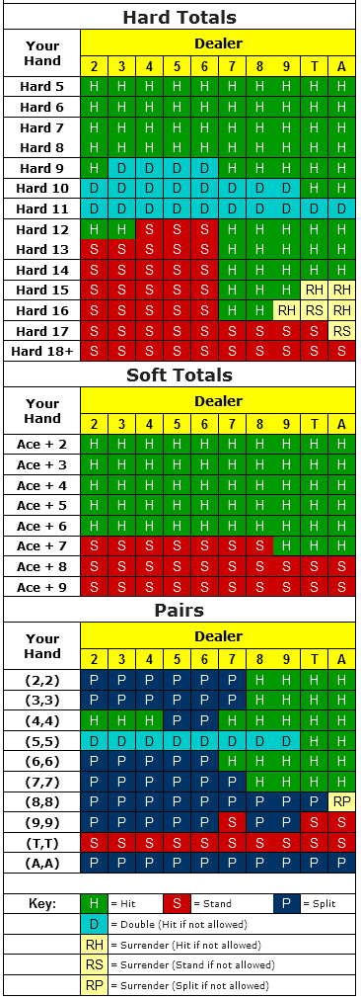 Hard Totals
Your Hand Dealer
2 3 4 5 6 7 8 9 T A
Hard 5 H H H H H H H H H H
Hard 6 H H H H H H H H H H
Hard 7 H H H H H H H H H H
Hard 8 H H H H H H H H H H
Hard 9 H D D D D H H H H H
Hard 10 D D D D D D D D H H
Hard 11 D D D D D D D D D D
Hard 12 H H S S S H H H H H
Hard 13 S S S S S H H H H H
Hard 14 S S S S S H H H H H
Hard 15 S S S S S H H H RH RH
Hard 16 S S S S S H H RH RS RH
Hard 17 S S S S S S S S S RS
Hard 18+ S S S S S S S S S S
Soft Totals
Your Hand Dealer
2 3 4 5 6 7 8 9 T A
Ace + 2 H H H H H H H H H H
Ace + 3 H H H H H H H H H H
Ace + 4 H H H H H H H H H H
Ace + 5 H H H H H H H H H H
Ace + 6 H H H H H H H H H H
Ace + 7 S S S S S S S H H H
Ace + 8 S S S S S S S S S S
Ace + 9 S S S S S S S S S S
Pairs
Your Hand Dealer
2 3 4 5 6 7 8 9 T A
(2,2) P P P P P P H H H H
(3,3) P P P P P P H H H H
(4,4) H H H P P H H H H H
(5,5) D D D D D D D D H H
(6,6) P P P P P H H H H H
(7,7) P P P P P P H H H H
(8,8) P P P P P P P P P RP
(9,9) P P P P P S P P S S
(T,T) S S S S S S S S S S
(A,A) P P P P P P P P P P
Key: H = Hit S = Stand P = Split
D = Double (Hit if not allowed)
RH = Surrender (Hit if not allowed)
RS = Surrender (Stand if not allowed)
RP = Surrender (Split if not allowed)